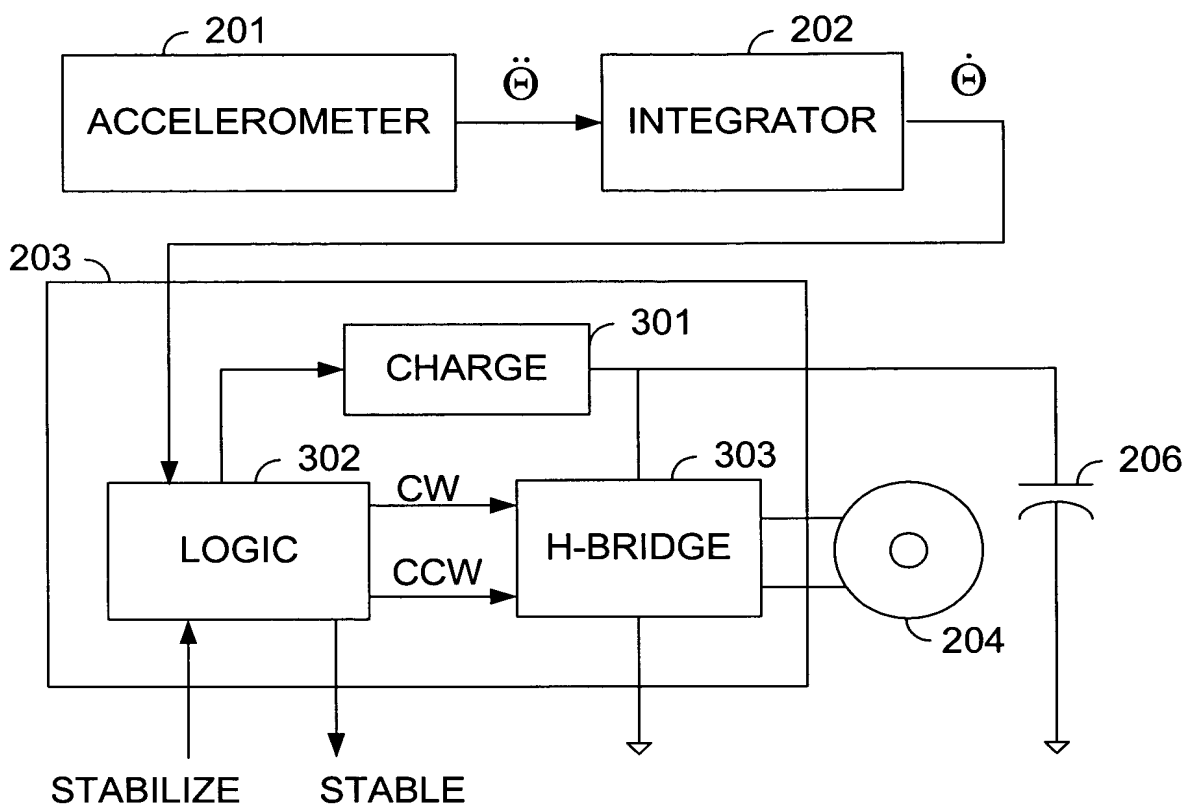 201
202
Θ̈
Θ̇
ACCELEROMETER
INTEGRATOR
203
301
CHARGE
302
303
206
CW
LOGIC
H-BRIDGE
CCW
204
STABILIZE
STABLE